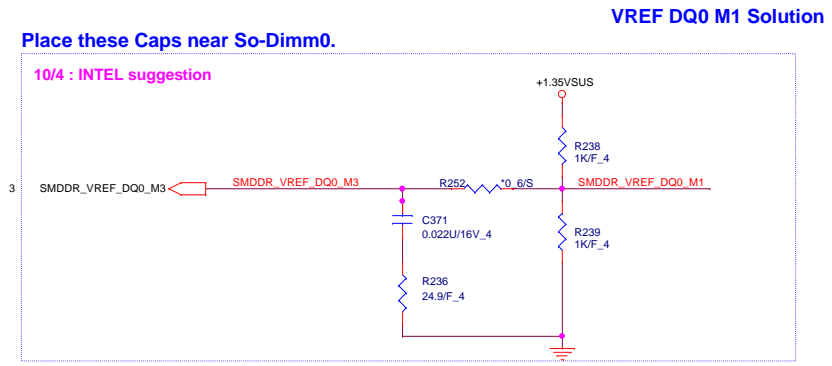 VREF DQ0 M1 Solution
Place these Caps near So-Dimm0.
10/4 : INTEL suggestion
+1.35VSUS
R238
1K/F_4
3 SMDDR_VREF_DQ0_M3 SMDDR_VREF_DQ0_M3 R252 *0_6/S SMDDR_VREF_DQ0_M1
C371
0.022U/16V_4
R239
1K/F_4
R236
24.9/F_4